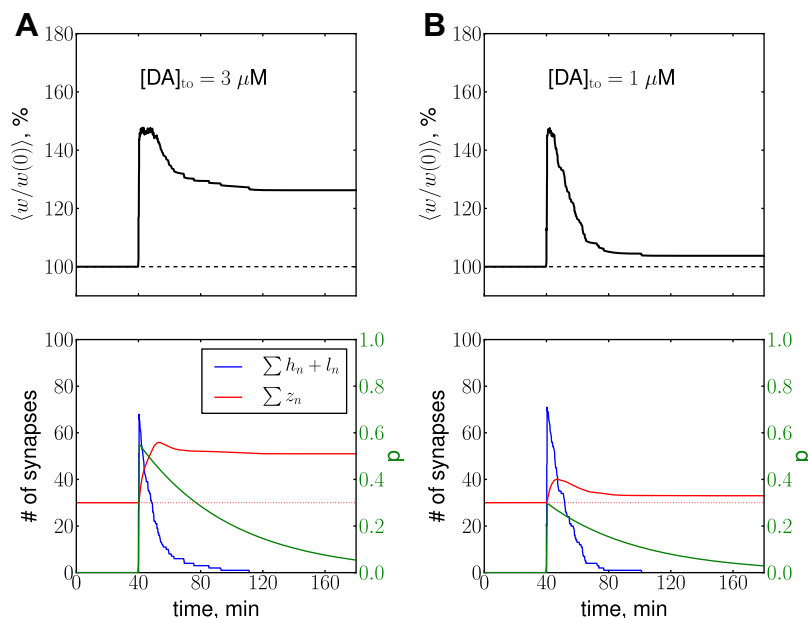 A
B
180
160
140
120
100
⟨w/w(0)⟩, %
[DA]to = 3 μM
180
160
140
120
100
⟨w/w(0)⟩, %
[DA]to = 1 μM
100
80
60
40
20
0
# of synapses
∑ hn + ln
∑ zn
1.0
0.8
0.6
0.4
0.2
0.0
p
0 40 80 120 160
time, min
100
80
60
40
20
0
# of synapses
1.0
0.8
0.6
0.4
0.2
0.0
p
0 40 80 120 160
time, min